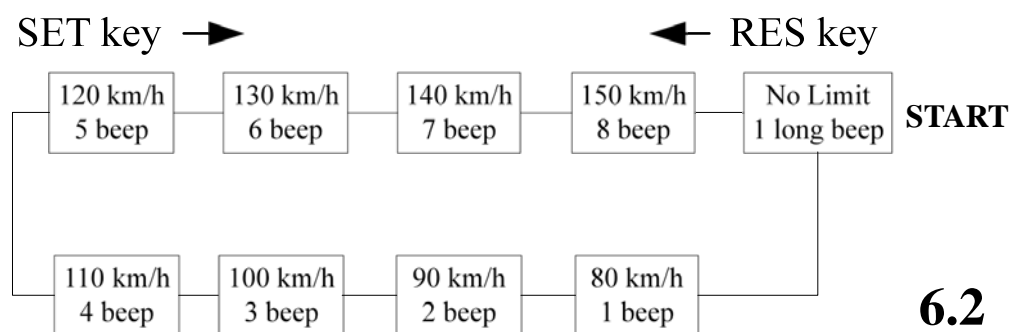 SET key
RES key
120 km/h
5 beep
130 km/h
6 beep
140 km/h
7 beep
150 km/h
8 beep
No Limit
1 long beep
START
110 km/h
4 beep
100 km/h
3 beep
90 km/h
2 beep
80 km/h
1 beep
6.2